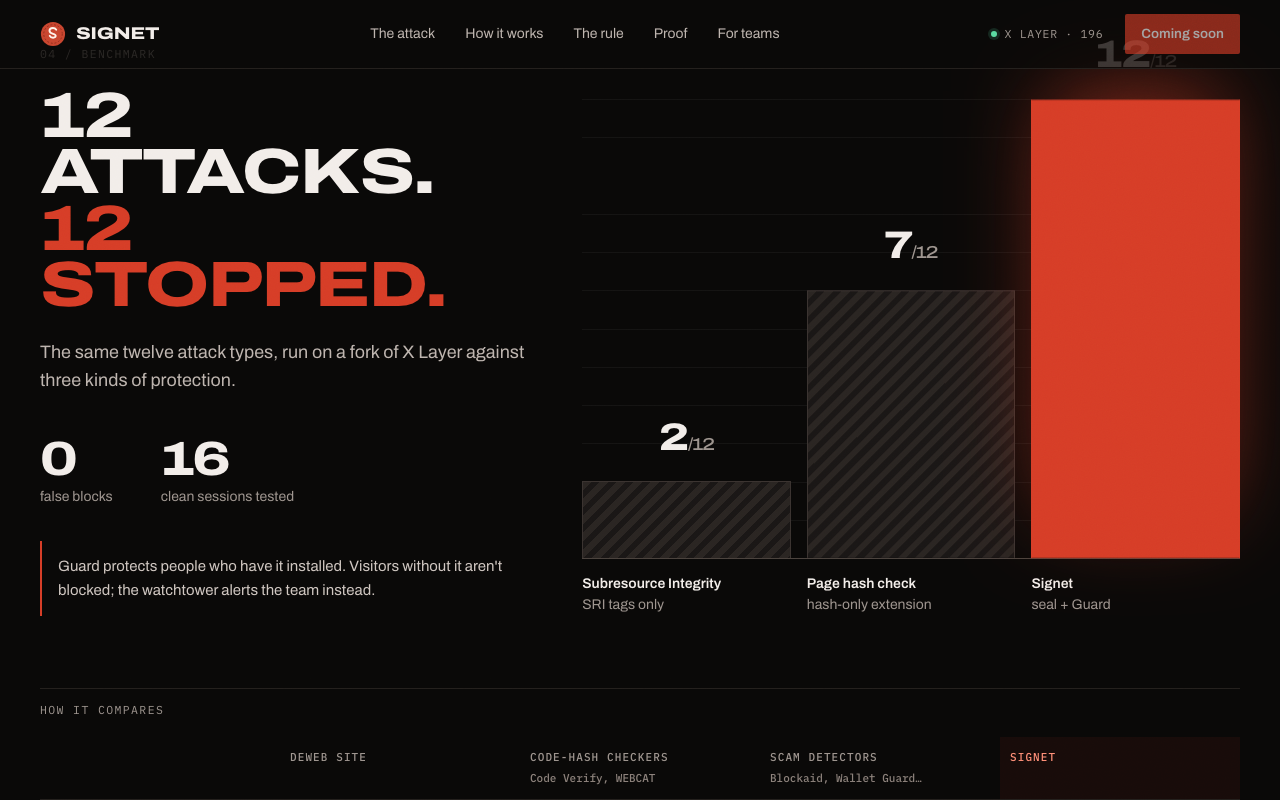 SIGNET
The attack
How it works
The rule
Proof
For teams
X LAYER · 196
Coming soon
04 / BENCHMARK
12
ATTACKS.
12
STOPPED.
The same twelve attack types, run on a fork of X Layer against
three kinds of protection.
0
false blocks
16
clean sessions tested
Guard protects people who have it installed. Visitors without it aren't
blocked; the watchtower alerts the team instead.
2/12
7/12
12/12
Subresource Integrity
SRI tags only
Page hash check
hash-only extension
Signet
seal + Guard
HOW IT COMPARES
DEWEB SITE
CODE-HASH CHECKERS
Code Verify, WEBCAT
SCAM DETECTORS
Blockaid, Wallet Guard…
SIGNET